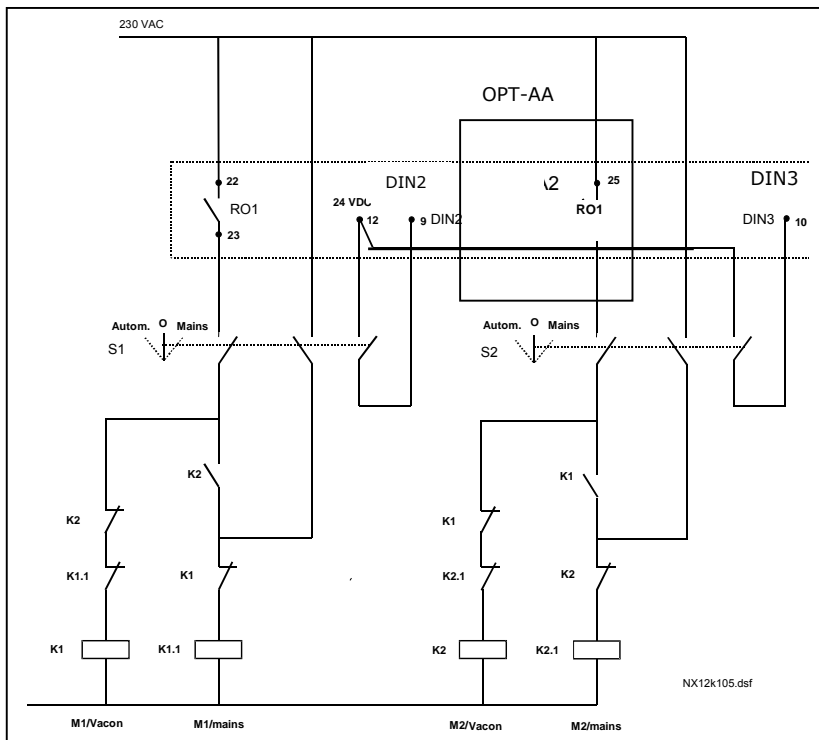 230 VAC
OPT-AA
22
RO1
23
24 VDC
12
DIN2
9 DIN2
25
RO1
DIN3
DIN3 10
Autom. O Mains
S1
Autom. O Mains
S2
K2
K1
K2
K1
K1.1
K1
K2.1
K2
K1
K1.1
K2
K2.1
NX12k105.dsf
M1/Vacon
M1/mains
M2/Vacon
M2/mains